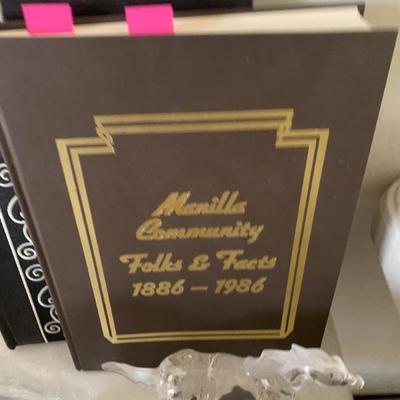 Manilla
Community
Folks & Facts
1886 - 1986